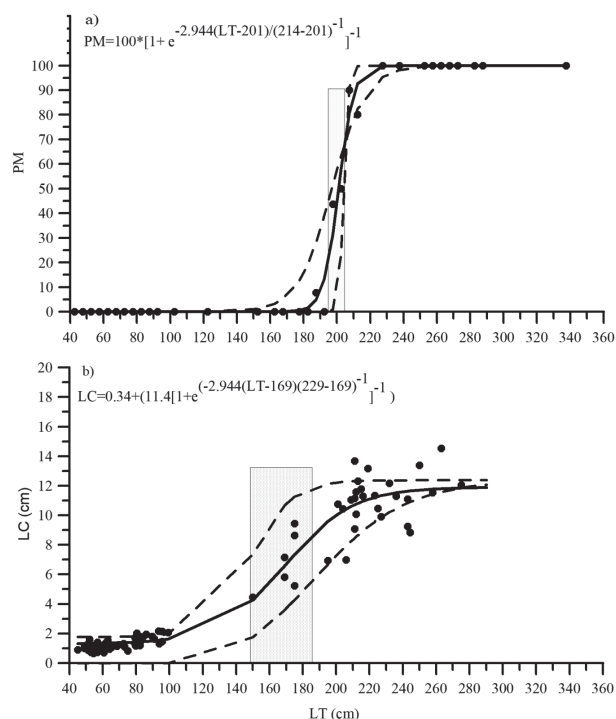 a)
PM=100*[1+ e^-2.944(LT-201)/(214-201)^-1]^-1
100
90
80
70
60
50
40
30
20
10
0
PM
40 60 80 100 120 140 160 180 200 220 240 260 280 300 320 340 360
b)
LC=0.34+(11.4[1+e^(-2.944(LT-169)(229-169)^-1]^-1)
20
18
16
14
12
10
8
6
4
2
0
LC (cm)
40 60 80 100 120 140 160 180 200 220 240 260 280 300 320 340
LT (cm)